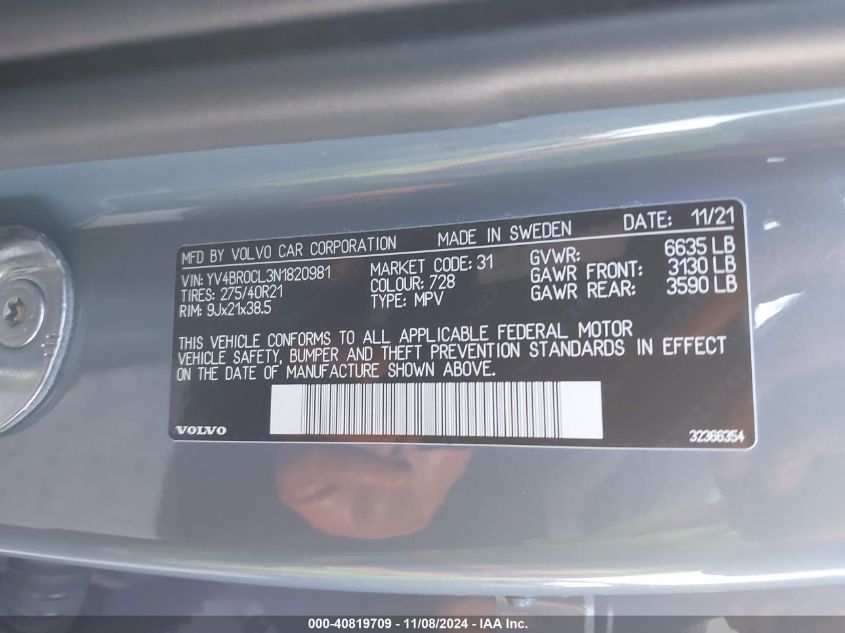 MFD BY VOLVO CAR CORPORATION MADE IN SWEDEN DATE: 11/21
VIN: YV4BR0CL3N1820981 MARKET CODE: 31 GVWR: 6635 LB
TIRES: 275/40R21 COLOUR: 728 GAWR FRONT: 3130 LB
RIM: 9Jx21x38.5 TYPE: MPV GAWR REAR: 3590 LB
THIS VEHICLE CONFORMS TO ALL APPLICABLE FEDERAL MOTOR
VEHICLE SAFETY, BUMPER AND THEFT PREVENTION STANDARDS IN EFFECT
ON THE DATE OF MANUFACTURE SHOWN ABOVE.
VOLVO 32366354
000-40819709 - 11/08/2024 - IAA Inc.